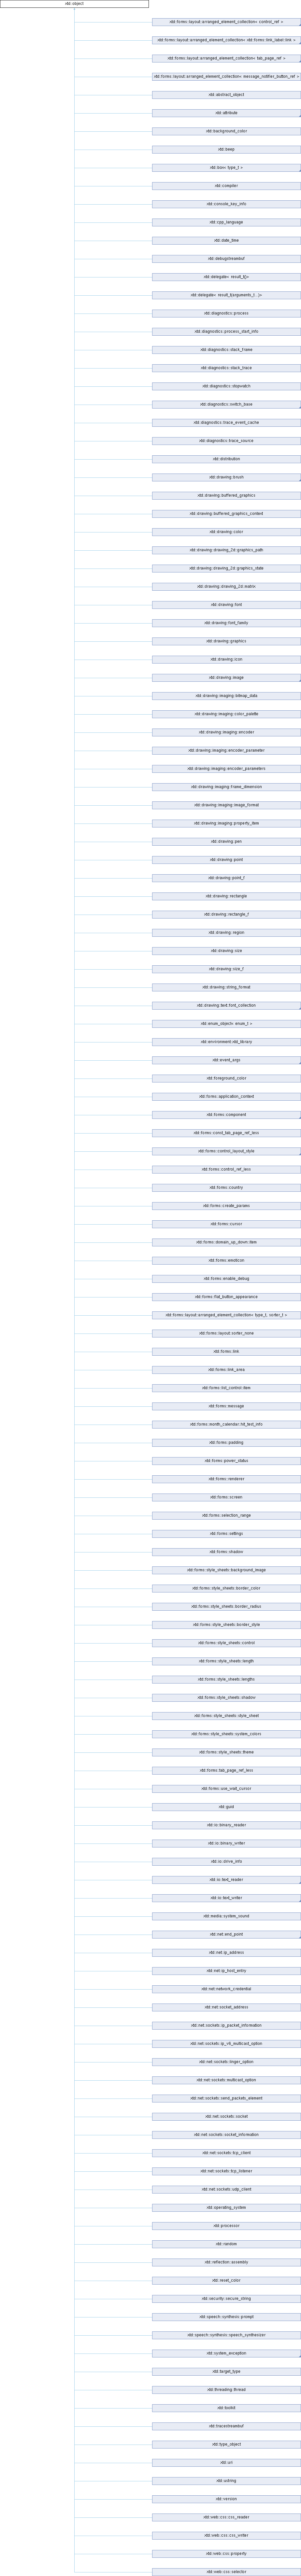 xtd::object
xtd::forms::layout::arranged_element_collection< control_ref >
xtd::forms::layout::arranged_element_collection< xtd::forms::link_label::link >
xtd::forms::layout::arranged_element_collection< tab_page_ref >
xtd::forms::layout::arranged_element_collection< message_notifier_button_ref >
xtd::abstract_object
xtd::attribute
xtd::background_color
xtd::beep
xtd::box< type_t >
xtd::compiler
xtd::console_key_info
xtd::cpp_language
xtd::date_time
xtd::debugstreambuf
xtd::delegate< result_t()>
xtd::delegate< result_t(arguments_t...)>
xtd::diagnostics::process
xtd::diagnostics::process_start_info
xtd::diagnostics::stack_frame
xtd::diagnostics::stack_trace
xtd::diagnostics::stopwatch
xtd::diagnostics::switch_base
xtd::diagnostics::trace_event_cache
xtd::diagnostics::trace_source
xtd::distribution
xtd::drawing::brush
xtd::drawing::buffered_graphics
xtd::drawing::buffered_graphics_context
xtd::drawing::color
xtd::drawing::drawing_2d::graphics_path
xtd::drawing::drawing_2d::graphics_state
xtd::drawing::drawing_2d::matrix
xtd::drawing::font
xtd::drawing::font_family
xtd::drawing::graphics
xtd::drawing::icon
xtd::drawing::image
xtd::drawing::imaging::bitmap_data
xtd::drawing::imaging::color_palette
xtd::drawing::imaging::encoder
xtd::drawing::imaging::encoder_parameter
xtd::drawing::imaging::encoder_parameters
xtd::drawing::imaging::frame_dimension
xtd::drawing::imaging::image_format
xtd::drawing::imaging::property_item
xtd::drawing::pen
xtd::drawing::point
xtd::drawing::point_f
xtd::drawing::rectangle
xtd::drawing::rectangle_f
xtd::drawing::region
xtd::drawing::size
xtd::drawing::size_f
xtd::drawing::string_format
xtd::drawing::text::font_collection
xtd::enum_object< enum_t >
xtd::environment::xtd_library
xtd::event_args
xtd::foreground_color
xtd::forms::application_context
xtd::forms::component
xtd::forms::const_tab_page_ref_less
xtd::forms::control_layout_style
xtd::forms::control_ref_less
xtd::forms::country
xtd::forms::create_params
xtd::forms::cursor
xtd::forms::domain_up_down::item
xtd::forms::emoticon
xtd::forms::enable_debug
xtd::forms::flat_button_appearance
xtd::forms::layout::arranged_element_collection< type_t, sorter_t >
xtd::forms::layout::sorter_none
xtd::forms::link
xtd::forms::link_area
xtd::forms::list_control::item
xtd::forms::message
xtd::forms::month_calendar::hit_test_info
xtd::forms::padding
xtd::forms::power_status
xtd::forms::renderer
xtd::forms::screen
xtd::forms::selection_range
xtd::forms::settings
xtd::forms::shadow
xtd::forms::style_sheets::background_image
xtd::forms::style_sheets::border_color
xtd::forms::style_sheets::border_radius
xtd::forms::style_sheets::border_style
xtd::forms::style_sheets::control
xtd::forms::style_sheets::length
xtd::forms::style_sheets::lengths
xtd::forms::style_sheets::shadow
xtd::forms::style_sheets::style_sheet
xtd::forms::style_sheets::system_colors
xtd::forms::style_sheets::theme
xtd::forms::tab_page_ref_less
xtd::forms::use_wait_cursor
xtd::guid
xtd::io::binary_reader
xtd::io::binary_writer
xtd::io::drive_info
xtd::io::text_reader
xtd::io::text_writer
xtd::media::system_sound
xtd::net::end_point
xtd::net::ip_address
xtd::net::ip_host_entry
xtd::net::network_credential
xtd::net::socket_address
xtd::net::sockets::ip_packet_information
xtd::net::sockets::ip_v6_multicast_option
xtd::net::sockets::linger_option
xtd::net::sockets::multicast_option
xtd::net::sockets::send_packets_element
xtd::net::sockets::socket
xtd::net::sockets::socket_information
xtd::net::sockets::tcp_client
xtd::net::sockets::tcp_listener
xtd::net::sockets::udp_client
xtd::operating_system
xtd::processor
xtd::random
xtd::reflection::assembly
xtd::reset_color
xtd::security::secure_string
xtd::speech::synthesis::prompt
xtd::speech::synthesis::speech_synthesizer
xtd::system_exception
xtd::target_type
xtd::threading::thread
xtd::toolkit
xtd::tracestreambuf
xtd::type_object
xtd::uri
xtd::ustring
xtd::version
xtd::web::css::css_reader
xtd::web::css::css_writer
xtd::web::css::property
xtd::web::css::selector